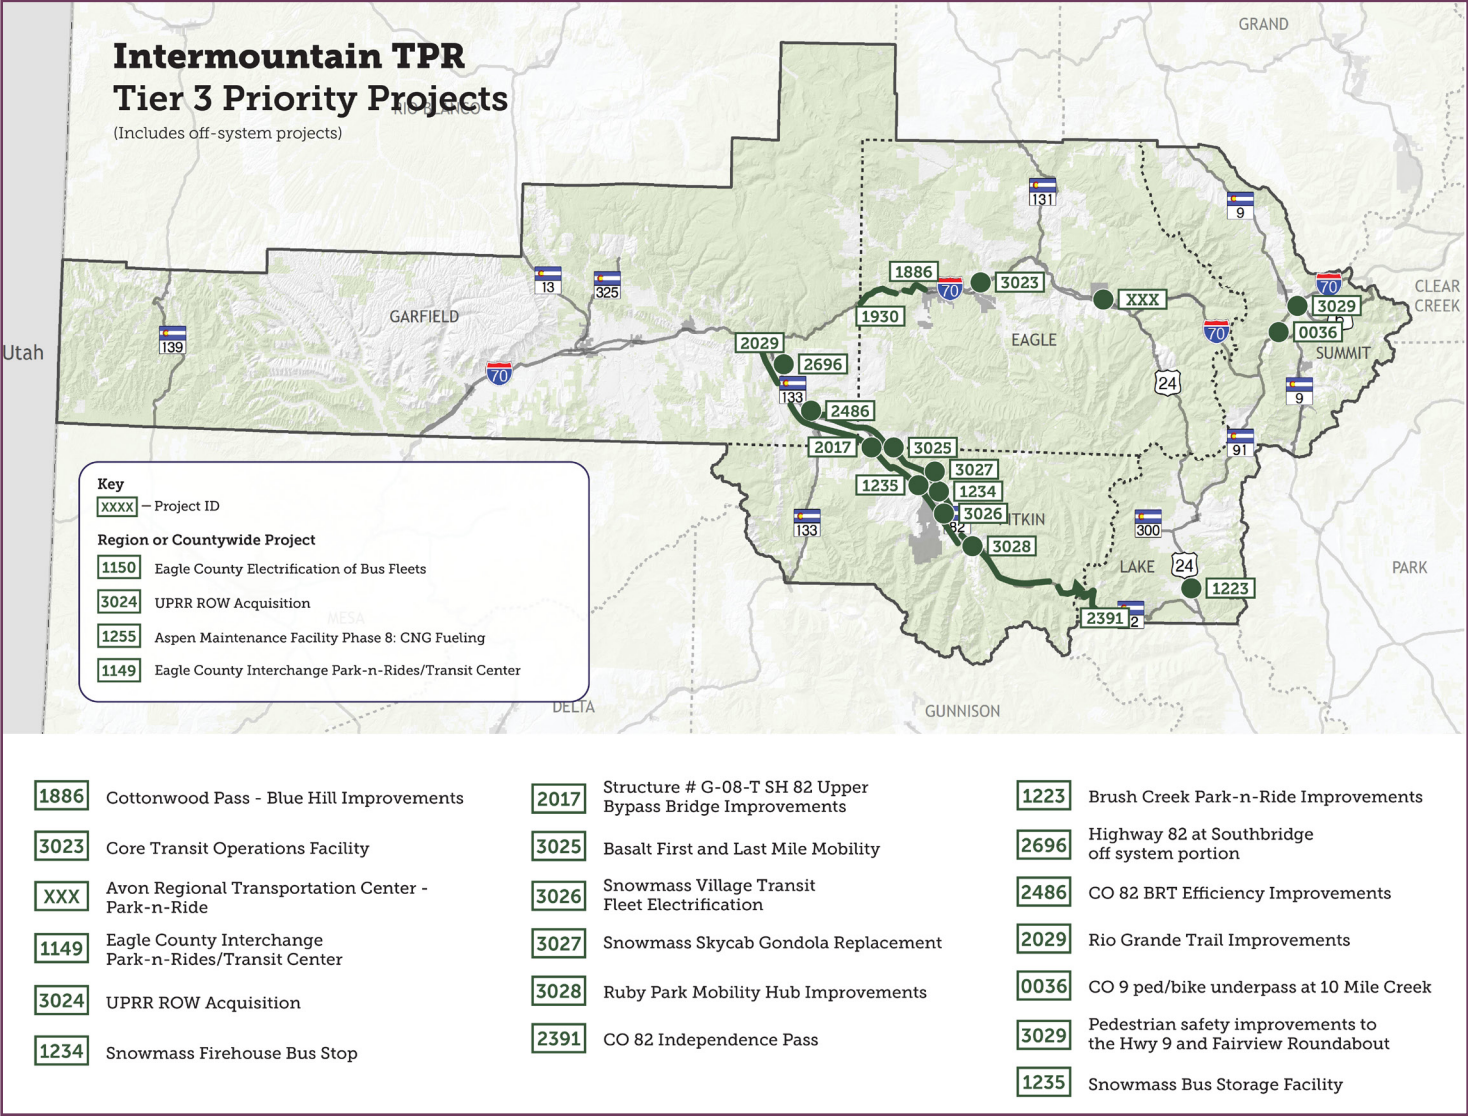 Intermountain TPR
Tier 3 Priority Projects
(Includes off-system projects)
RIO BLANCO
GRAND
CLEAR
CREEK
Utah
GARFIELD
EAGLE
SUMMIT
LAKE
PARK
MESA
DELTA
GUNNISON
139
13
325
70
131
9
70
70
70
24
9
91
133
133
300
24
1886
1930
3023
XXX
3029
0036
2029
2696
2486
2017
3025
3027
1235
1234
3026
82
ITKIN
3028
1223
2391
2
Key
XXXX – Project ID
Region or Countywide Project
1150 Eagle County Electrification of Bus Fleets
3024 UPRR ROW Acquisition
1255 Aspen Maintenance Facility Phase 8: CNG Fueling
1149 Eagle County Interchange Park-n-Rides/Transit Center
1886 Cottonwood Pass - Blue Hill Improvements
3023 Core Transit Operations Facility
XXX Avon Regional Transportation Center -
Park-n-Ride
1149 Eagle County Interchange
Park-n-Rides/Transit Center
3024 UPRR ROW Acquisition
1234 Snowmass Firehouse Bus Stop
2017 Structure # G-08-T SH 82 Upper
Bypass Bridge Improvements
3025 Basalt First and Last Mile Mobility
3026 Snowmass Village Transit
Fleet Electrification
3027 Snowmass Skycab Gondola Replacement
3028 Ruby Park Mobility Hub Improvements
2391 CO 82 Independence Pass
1223 Brush Creek Park-n-Ride Improvements
2696 Highway 82 at Southbridge
off system portion
2486 CO 82 BRT Efficiency Improvements
2029 Rio Grande Trail Improvements
0036 CO 9 ped/bike underpass at 10 Mile Creek
3029 Pedestrian safety improvements to
the Hwy 9 and Fairview Roundabout
1235 Snowmass Bus Storage Facility